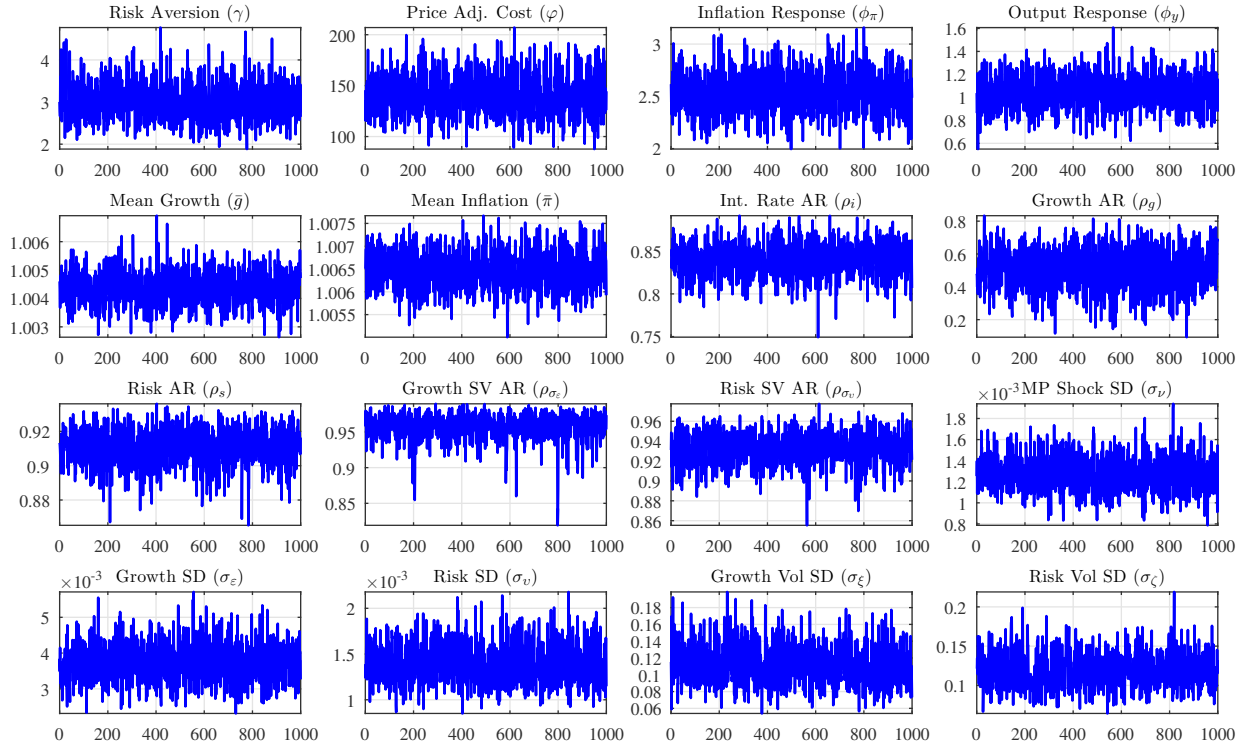 Risk Aversion (γ)
Price Adj. Cost (φ)
Inflation Response (ϕπ)
Output Response (ϕy)
4
3
2
200
150
100
3
2.5
2
1.6
1.4
1.2
1
0.8
0.6
0 200 400 600 800 1000
0 200 400 600 800 1000
0 200 400 600 800 1000
0 200 400 600 800 1000
Mean Growth (ḡ)
Mean Inflation (π̄)
Int. Rate AR (ρi)
Growth AR (ρg)
1.006
1.005
1.004
1.003
1.0075
1.007
1.0065
1.006
1.0055
0.85
0.8
0.75
0.8
0.6
0.4
0.2
0 200 400 600 800 1000
0 200 400 600 800 1000
0 200 400 600 800 1000
0 200 400 600 800 1000
Risk AR (ρs)
Growth SV AR (ρσε)
Risk SV AR (ρσυ)
×10⁻³ MP Shock SD (σν)
0.92
0.9
0.88
0.95
0.9
0.85
0.96
0.94
0.92
0.9
0.88
0.86
1.8
1.6
1.4
1.2
1
0.8
0 200 400 600 800 1000
0 200 400 600 800 1000
0 200 400 600 800 1000
0 200 400 600 800 1000
×10⁻³ Growth SD (σε)
×10⁻³ Risk SD (συ)
Growth Vol SD (σξ)
Risk Vol SD (σζ)
5
4
3
2
1.5
1
0.18
0.16
0.14
0.12
0.1
0.08
0.06
0.2
0.15
0.1
0 200 400 600 800 1000
0 200 400 600 800 1000
0 200 400 600 800 1000
0 200 400 600 800 1000